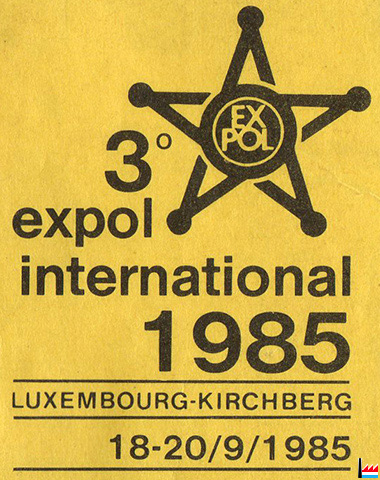 EX
POL
3°
expol
international
1985
LUXEMBOURG-KIRCHBERG
18-20/9/1985